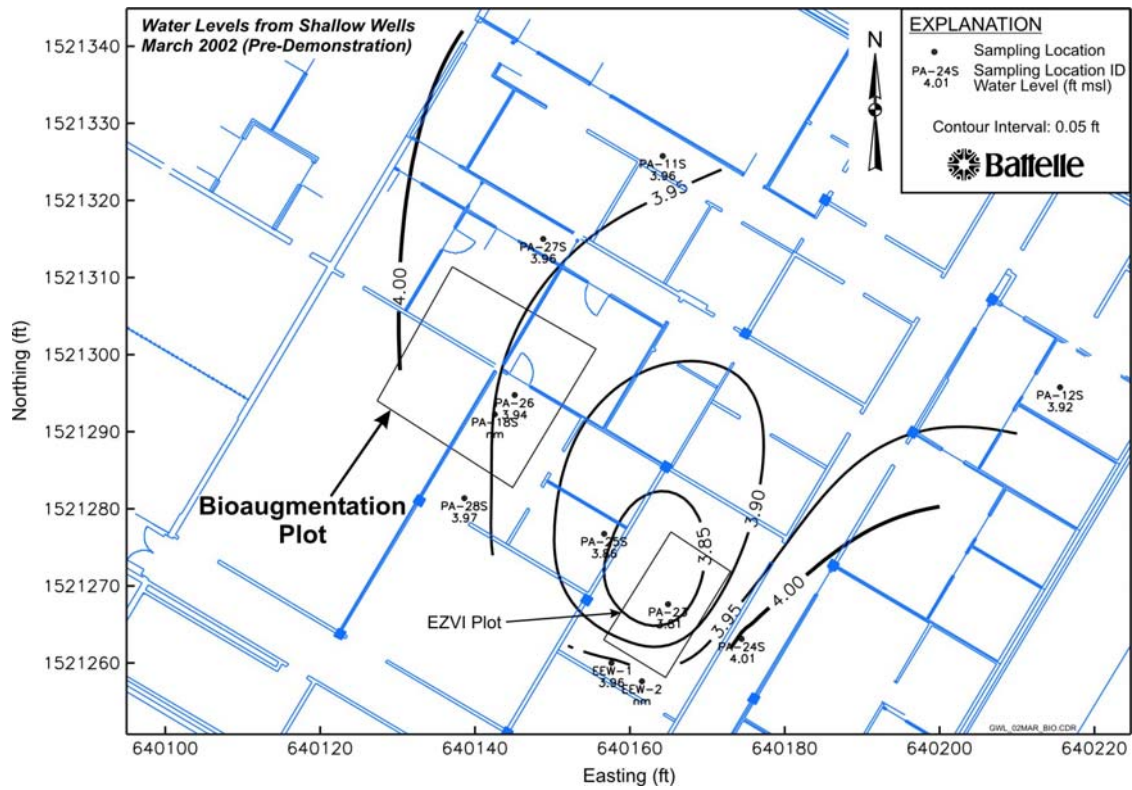 Water Levels from Shallow Wells
March 2002 (Pre-Demonstration)
EXPLANATION
Sampling Location
PA-24S Sampling Location ID
4.01 Water Level (ft msl)
Contour Interval: 0.05 ft
Battelle
N
1521340
1521330
1521320
1521310
1521300
1521290
1521280
1521270
1521260
Northing (ft)
PA-11S
3.96
3.95
PA-27S
3.96
4.00
PA-12S
3.92
PA-26
3.94
PA-18S
nm
Bioaugmentation
Plot
PA-28S
3.97
3.90
3.85
PA-25S
3.86
PA-23
3.81
EZVI Plot
3.95
4.00
PA-24S
4.01
EEW-1
3.96
EEW-2
nm
GWL_02MAR_BIO.CDR
640100
640120
640140
640160
640180
640200
640220
Easting (ft)